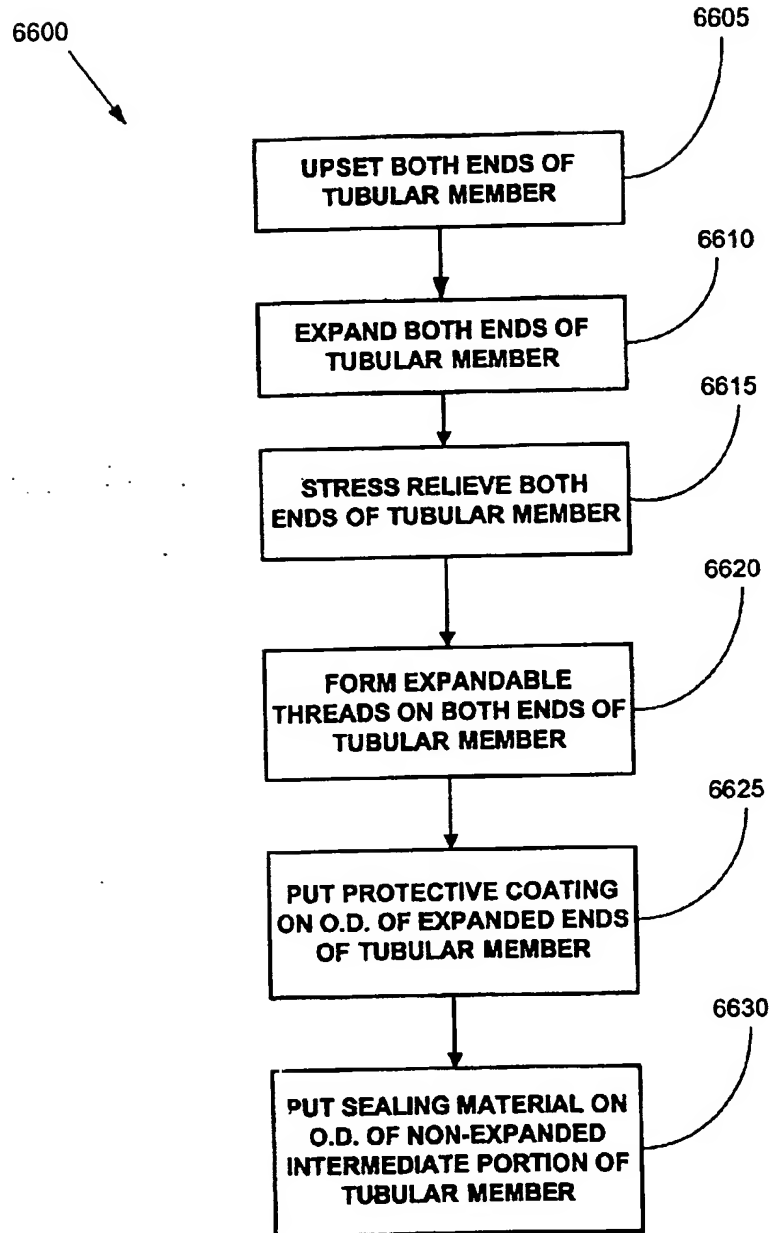 6600
6605
UPSET BOTH ENDS OF
TUBULAR MEMBER
6610
EXPAND BOTH ENDS OF
TUBULAR MEMBER
6615
STRESS RELIEVE BOTH
ENDS OF TUBULAR MEMBER
6620
FORM EXPANDABLE
THREADS ON BOTH ENDS OF
TUBULAR MEMBER
6625
PUT PROTECTIVE COATING
ON O.D. OF EXPANDED ENDS
OF TUBULAR MEMBER
6630
PUT SEALING MATERIAL ON
O.D. OF NON-EXPANDED
INTERMEDIATE PORTION OF
TUBULAR MEMBER